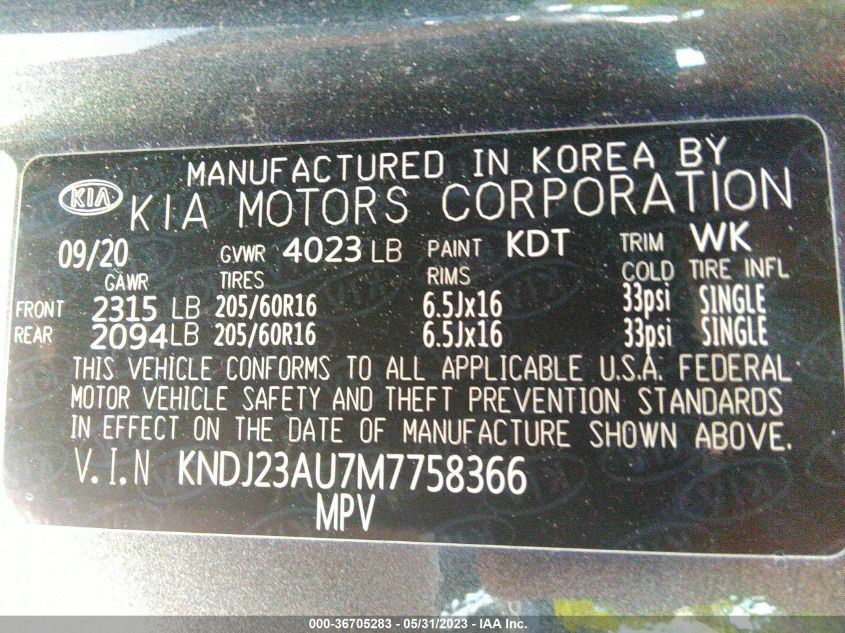 MANUFACTURED IN KOREA BY
KIA KIA MOTORS CORPORATION
09/20 GVWR 4023 LB PAINT KDT TRIM WK
GAWR TIRES RIMS COLD TIRE INFL
FRONT 2315 LB 205/60R16 6.5Jx16 33psi SINGLE
REAR 2094 LB 205/60R16 6.5Jx16 33psi SINGLE
THIS VEHICLE CONFORMS TO ALL APPLICABLE U.S.A. FEDERAL
MOTOR VEHICLE SAFETY AND THEFT PREVENTION STANDARDS
IN EFFECT ON THE DATE OF MANUFACTURE SHOWN ABOVE.
V.I.N KNDJ23AU7M7758366
MPV
000-36705283 - 05/31/2023 - IAA Inc.